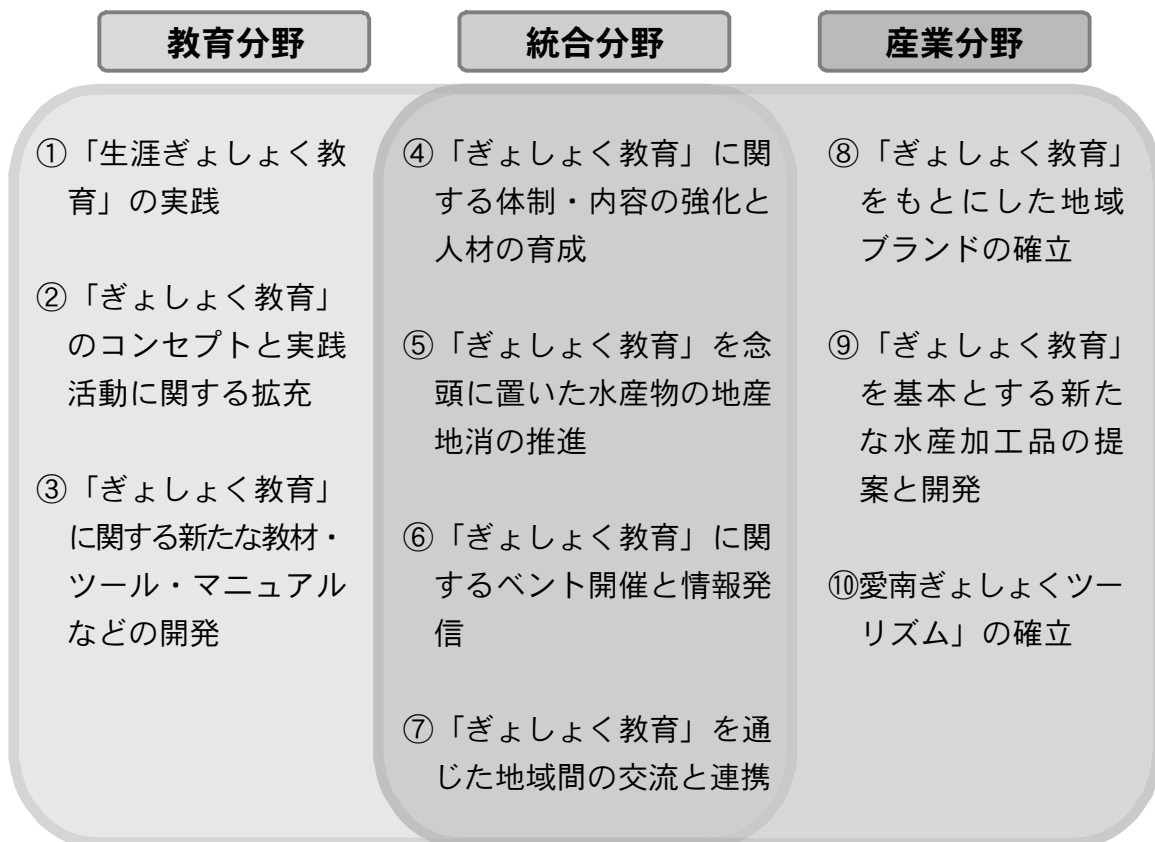 教育分野
①「生涯ぎょしょく教
育」の実践
②「ぎょしょく教育」
のコンセプトと実践
活動に関する拡充
③「ぎょしょく教育」
に関する新たな教材・
ツール・マニュアル
などの開発
統合分野
④「ぎょしょく教育」に関
する体制・内容の強化と
人材の育成
⑤「ぎょしょく教育」を念
頭に置いた水産物の地産
地消の推進
⑥「ぎょしょく教育」に関
するベント開催と情報発
信
⑦「ぎょしょく教育」を通
じた地域間の交流と連携
産業分野
⑧「ぎょしょく教育」
をもとにした地域
ブランドの確立
⑨「ぎょしょく教育」
を基本とする新た
な水産加工品の提
案と開発
⑩愛南ぎょしょくツー
リズム」の確立